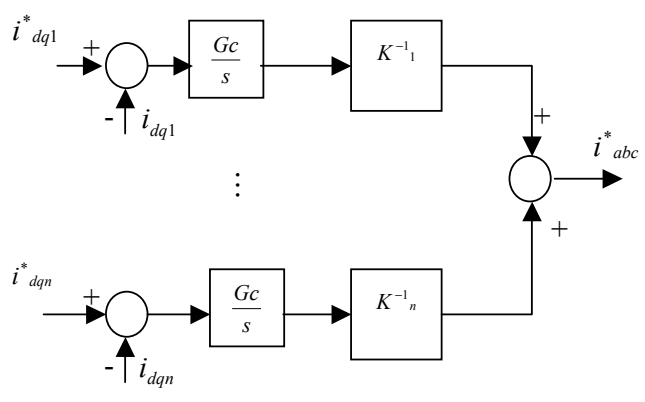 i*dq1
+
Gc
s
K⁻¹₁
- idq1
+
i*abc
⋮
+
i*dqn
+
Gc
s
K⁻¹n
- idqn